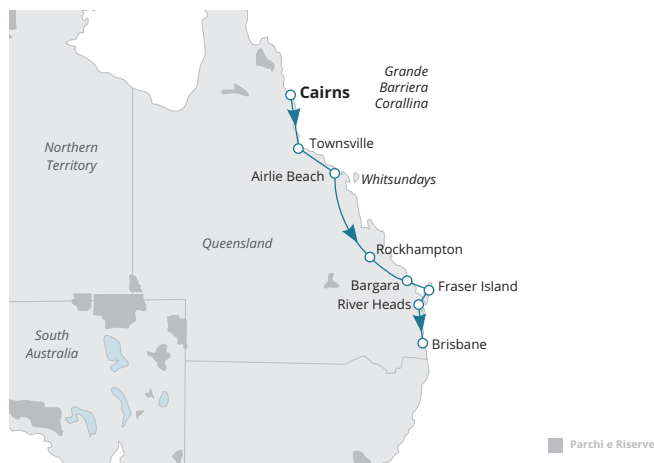 Grande
Barriera
Corallina
Cairns
Townsville
Northern
Territory
Airlie Beach
Whitsundays
Queensland
Rockhampton
Bargara
Fraser Island
River Heads
South
Australia
Brisbane
Parchi e Riserve